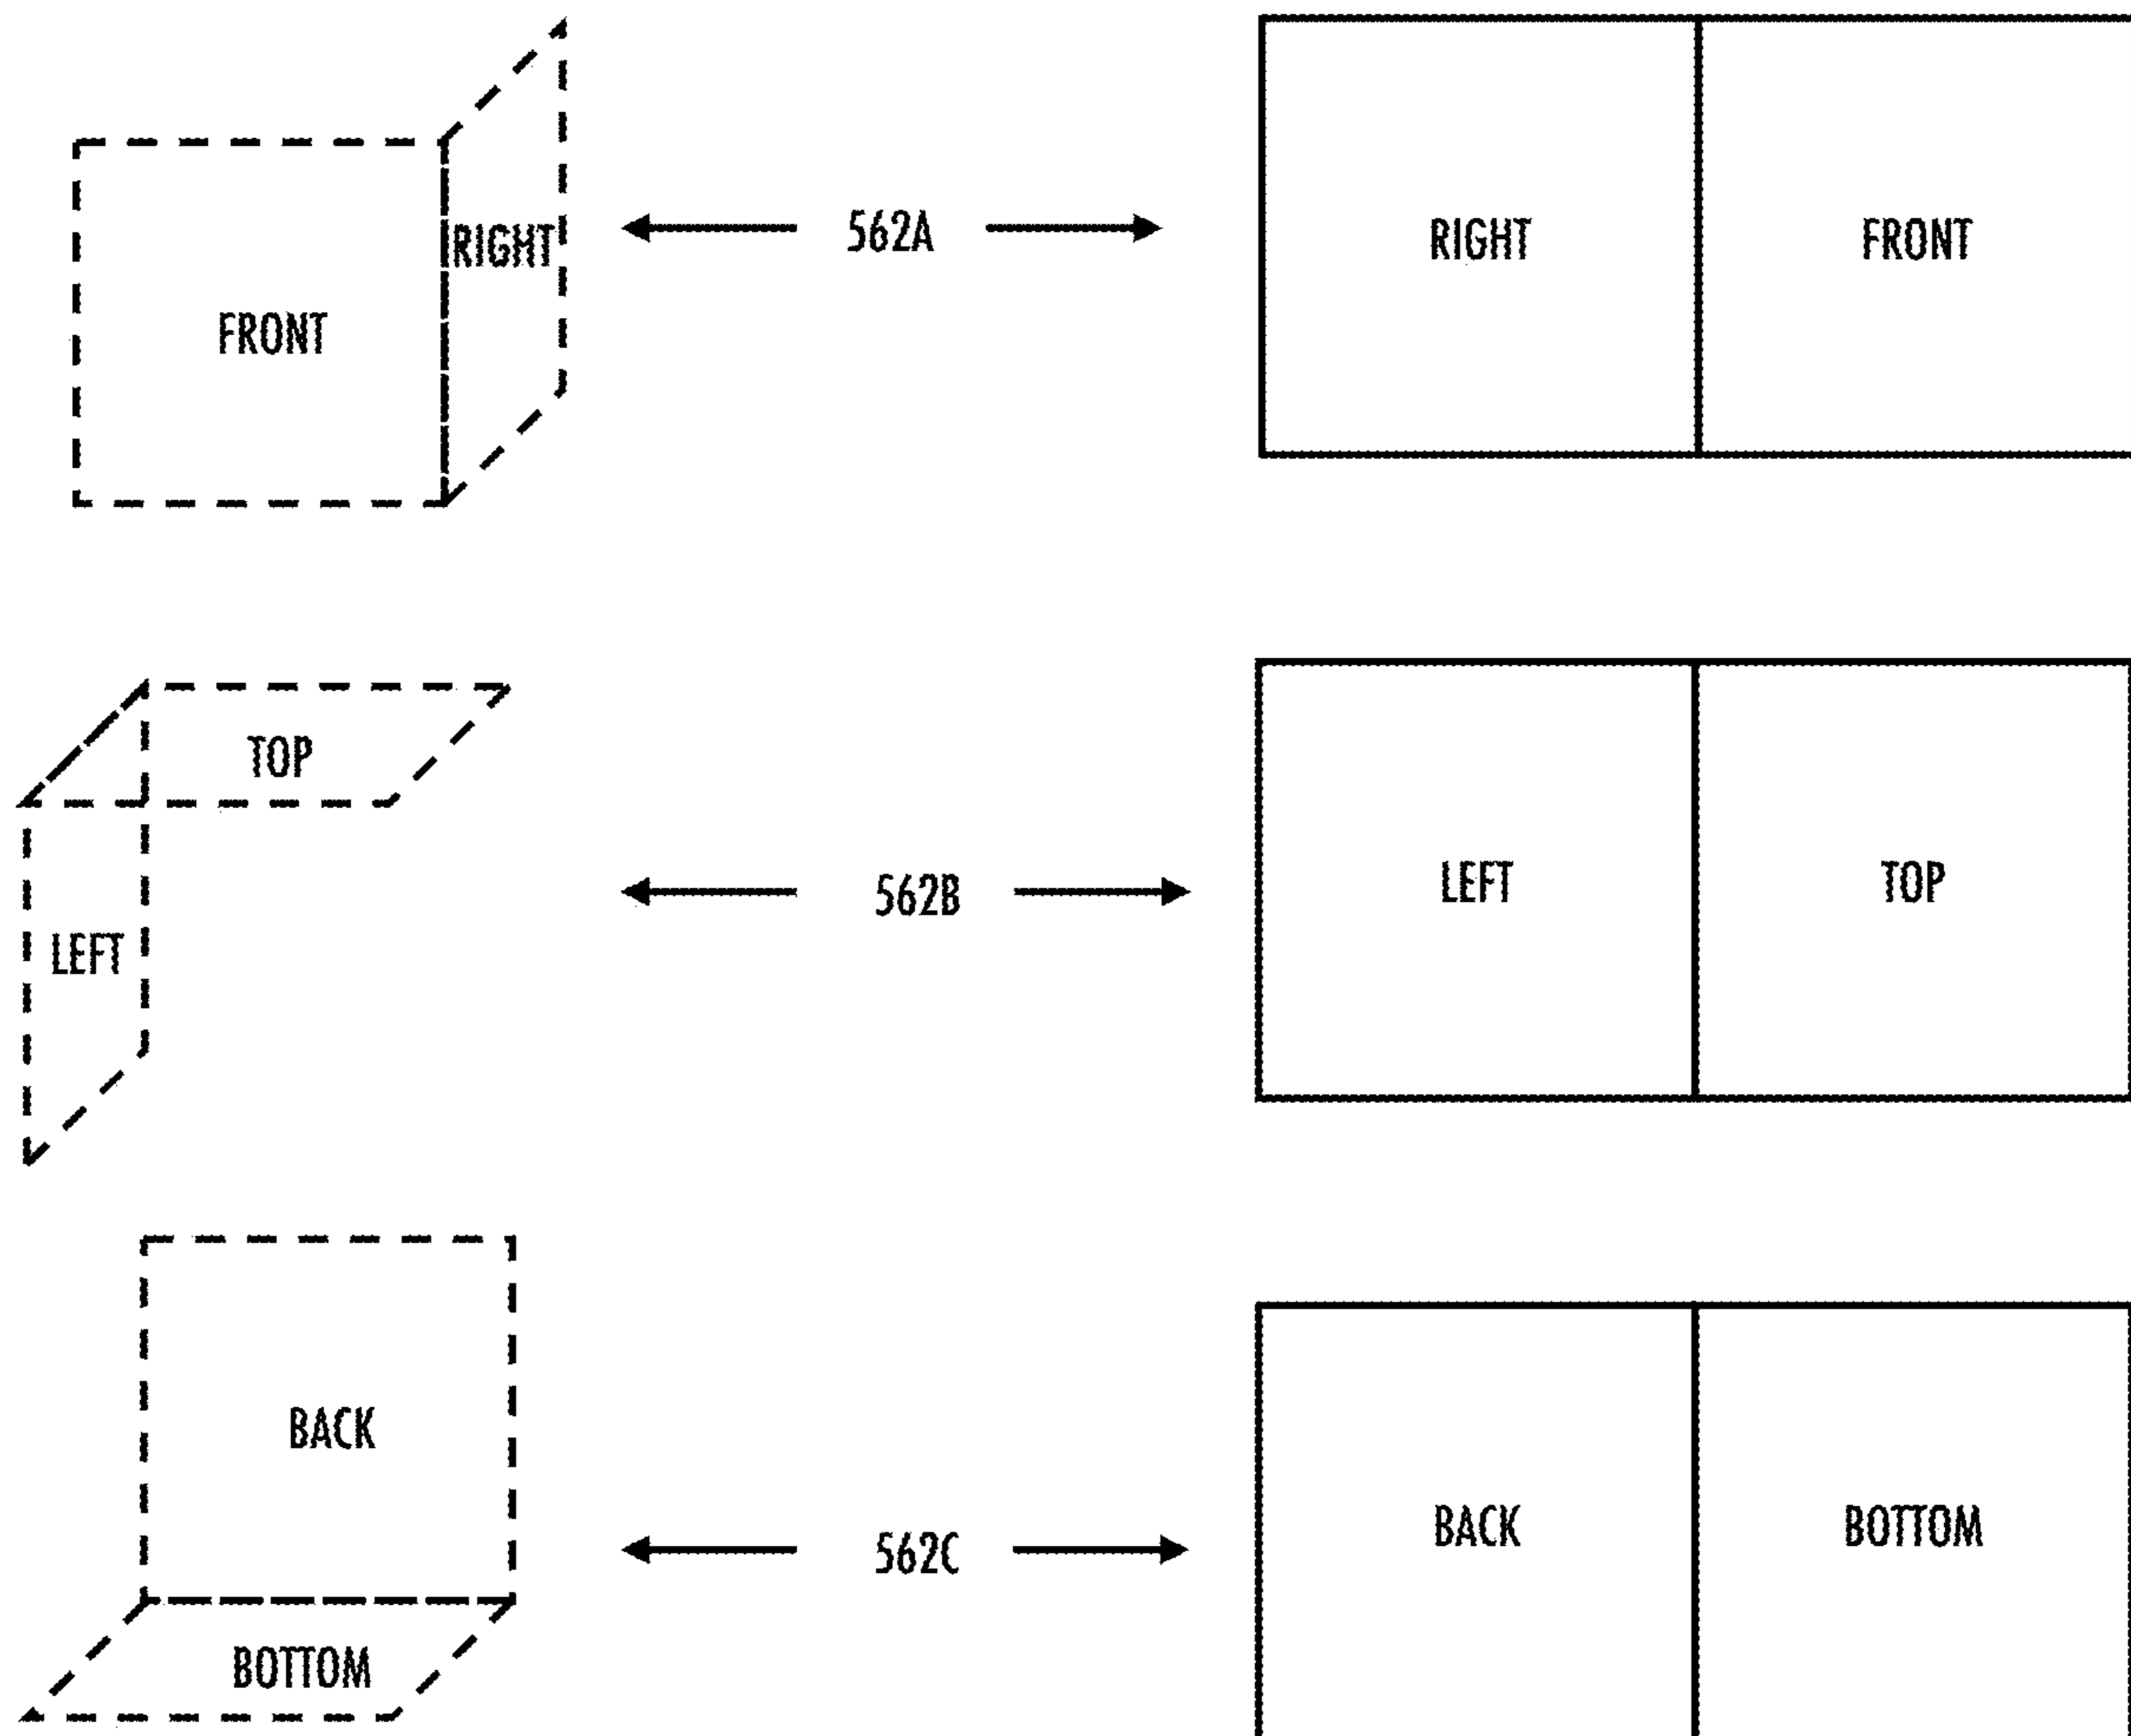 RIGHT
FRONT
562A
RIGHT
FRONT
TOP
LEFT
562B
LEFT
TOP
BACK
BOTTOM
562C
BACK
BOTTOM